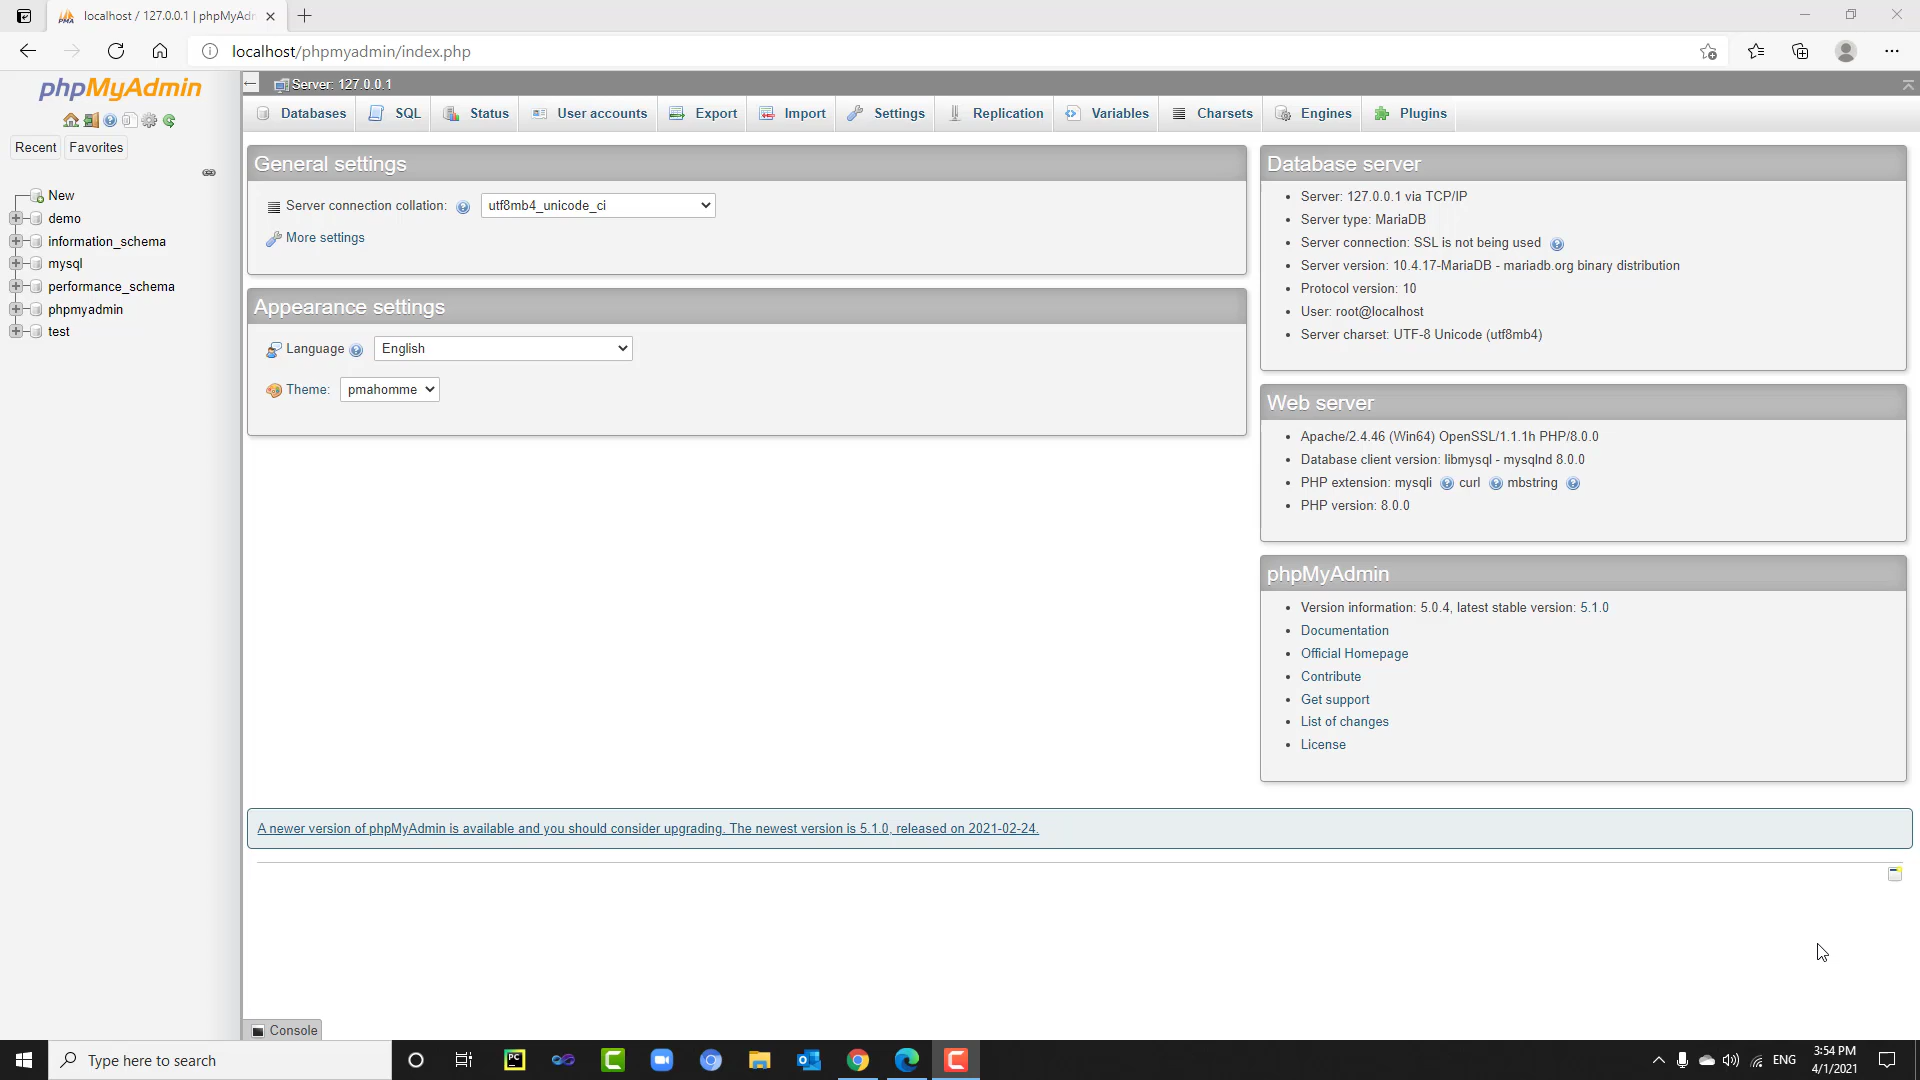 localhost / 127.0.0.1 | phpMyAdn
localhost/phpmyadmin/index.php
phpMyAdmin
Recent
Favorites
New
demo
information_schema
mysql
performance_schema
phpmyadmin
test
Server: 127.0.0.1
Databases
SQL
Status
User accounts
Export
Import
Settings
Replication
Variables
Charsets
Engines
Plugins
General settings
Server connection collation:
utf8mb4_unicode_ci
More settings
Appearance settings
Language
English
Theme:
pmahomme
Database server
Server: 127.0.0.1 via TCP/IP
Server type: MariaDB
Server connection: SSL is not being used
Server version: 10.4.17-MariaDB - mariadb.org binary distribution
Protocol version: 10
User: root@localhost
Server charset: UTF-8 Unicode (utf8mb4)
Web server
Apache/2.4.46 (Win64) OpenSSL/1.1.1h PHP/8.0.0
Database client version: libmysql - mysqlnd 8.0.0
PHP extension: mysqli curl mbstring
PHP version: 8.0.0
phpMyAdmin
Version information: 5.0.4, latest stable version: 5.1.0
Documentation
Official Homepage
Contribute
Get support
List of changes
License
A newer version of phpMyAdmin is available and you should consider upgrading. The newest version is 5.1.0, released on 2021-02-24.
Console
Type here to search
PC
ENG
3:54 PM
4/1/2021